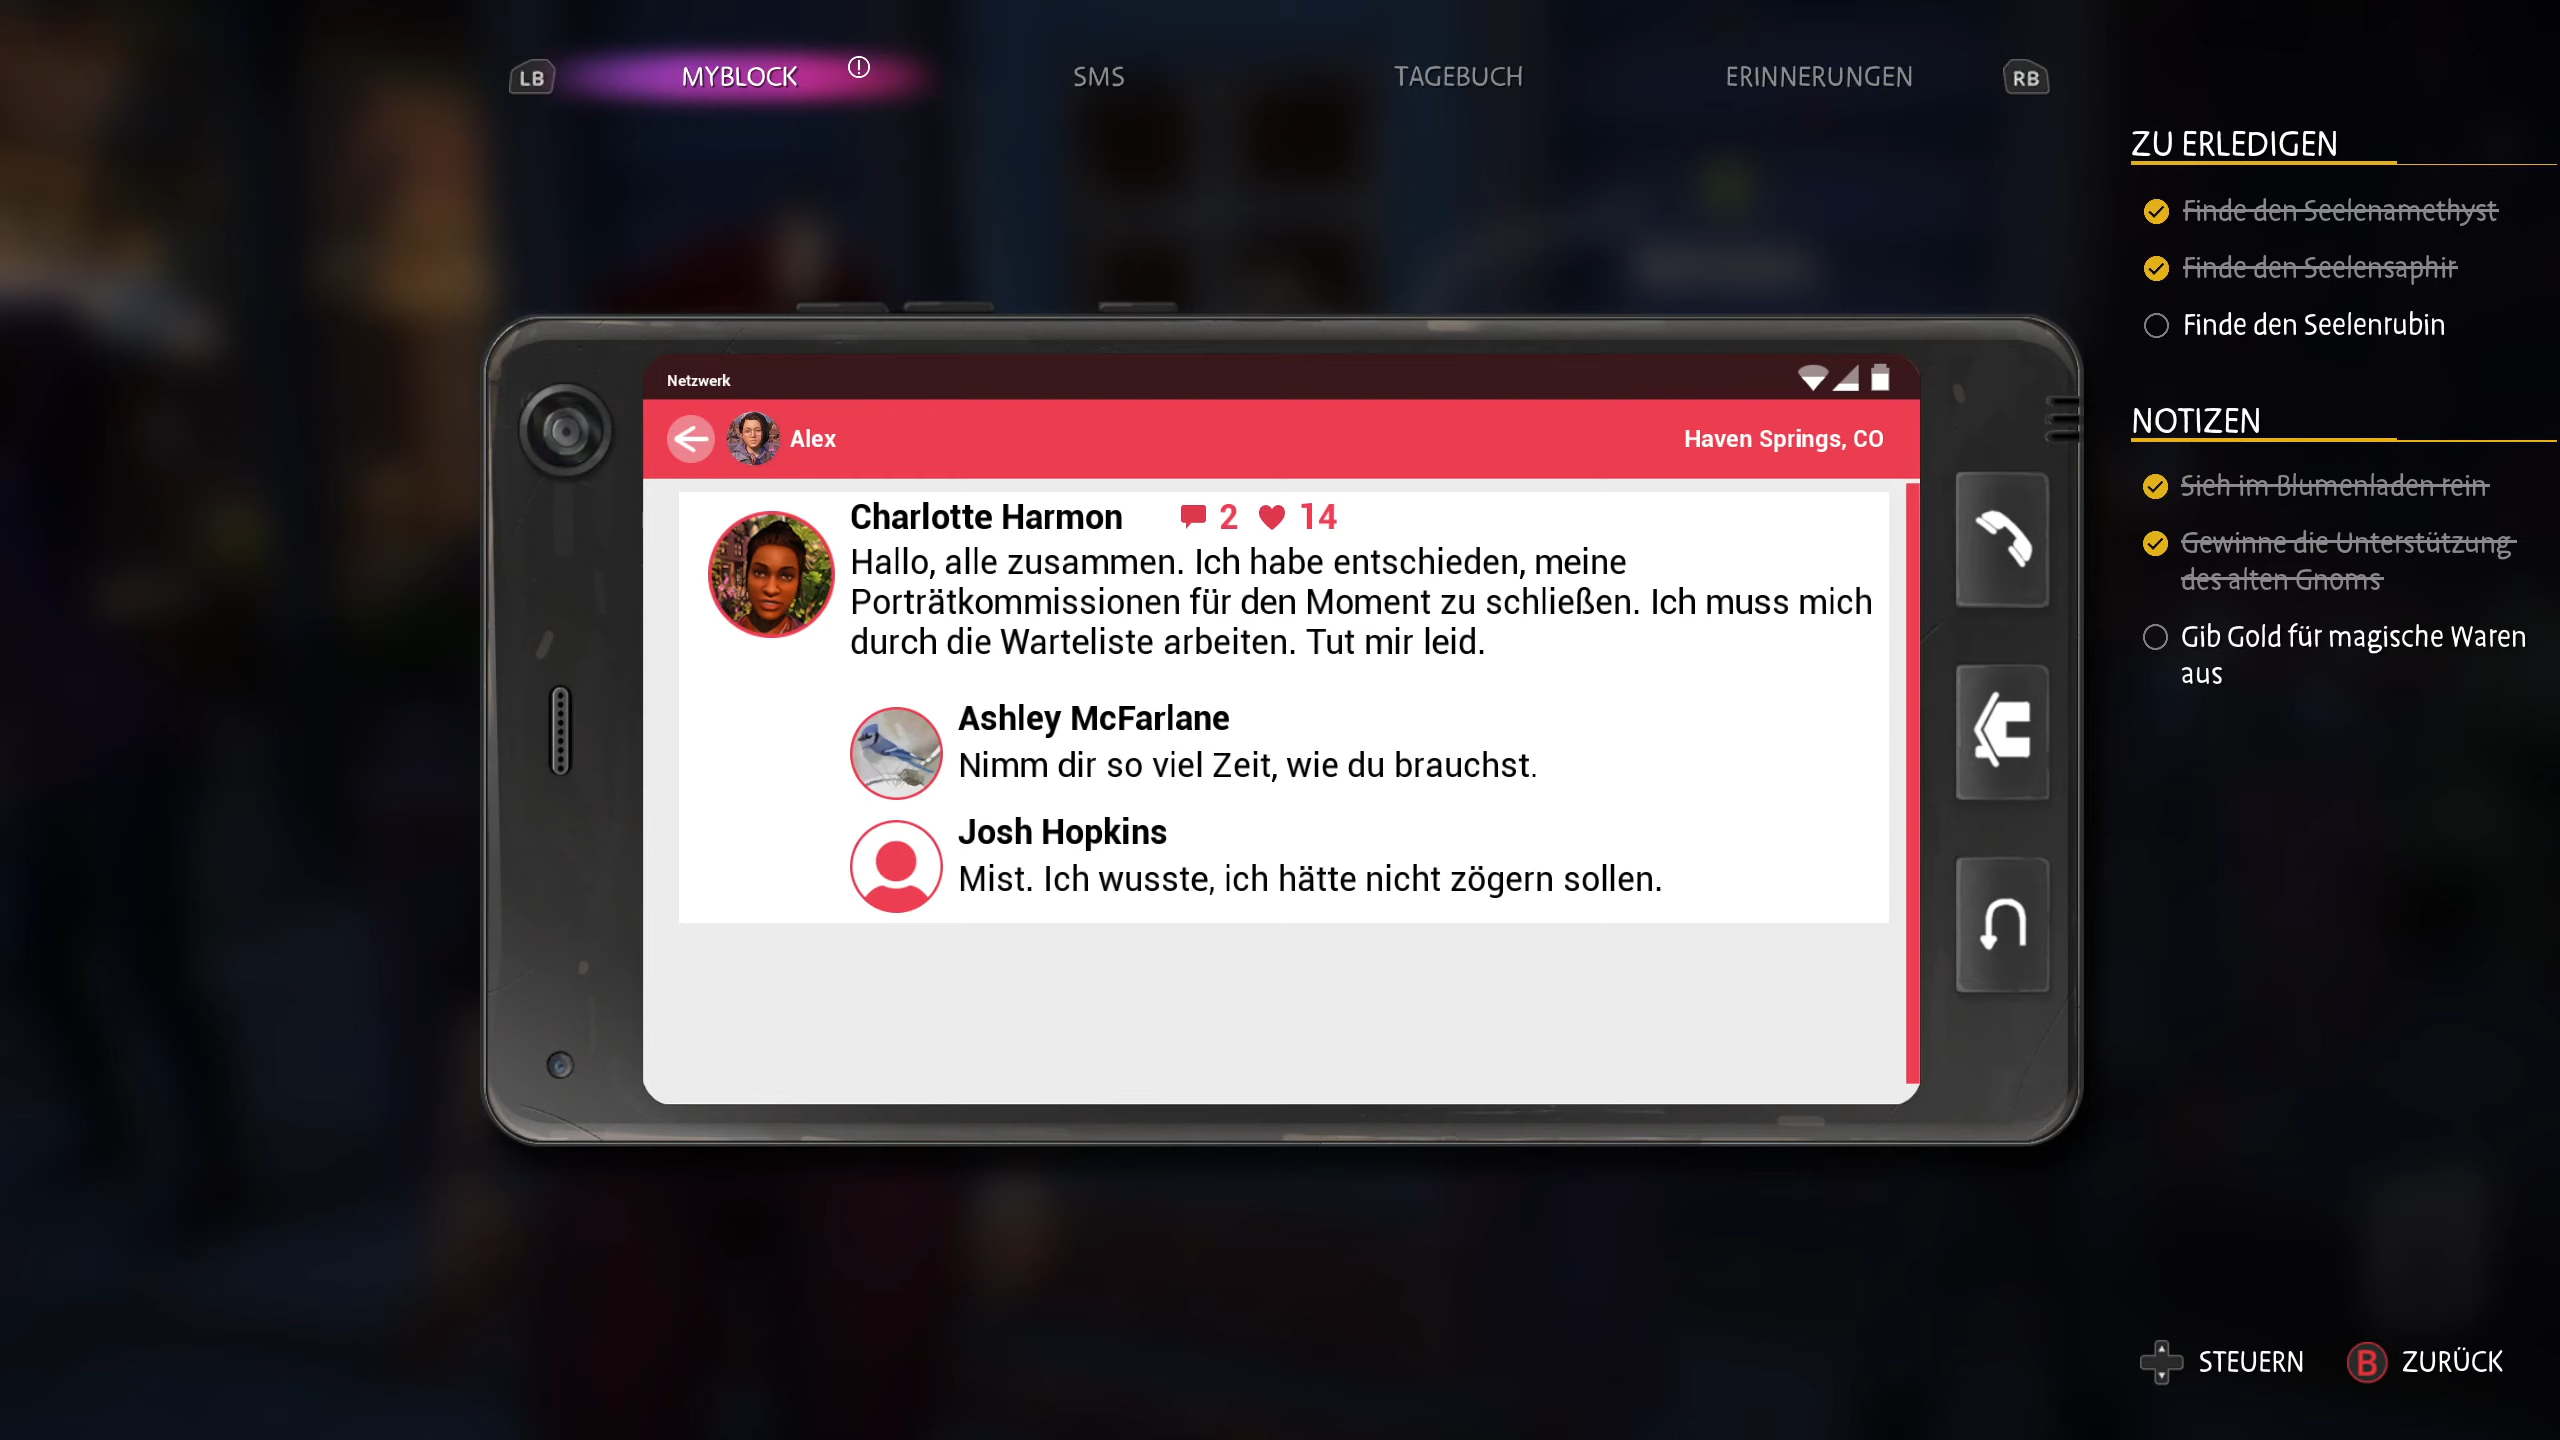 LB
MYBLOCK
SMS
TAGEBUCH
ERINNERUNGEN
RB
Netzwerk
Alex
Haven Springs, CO
Charlotte Harmon 2 14
Hallo, alle zusammen. Ich habe entschieden, meine
Porträtkommissionen für den Moment zu schließen. Ich muss mich
durch die Warteliste arbeiten. Tut mir leid.
Ashley McFarlane
Nimm dir so viel Zeit, wie du brauchst.
Josh Hopkins
Mist. Ich wusste, ich hätte nicht zögern sollen.
ZU ERLEDIGEN
Finde den Seelenamethyst
Finde den Seelensaphir
Finde den Seelenrubin
NOTIZEN
Sieh im Blumenladen rein
Gewinne die Unterstützung
des alten Gnoms
Gib Gold für magische Waren
aus
STEUERN
B ZURÜCK